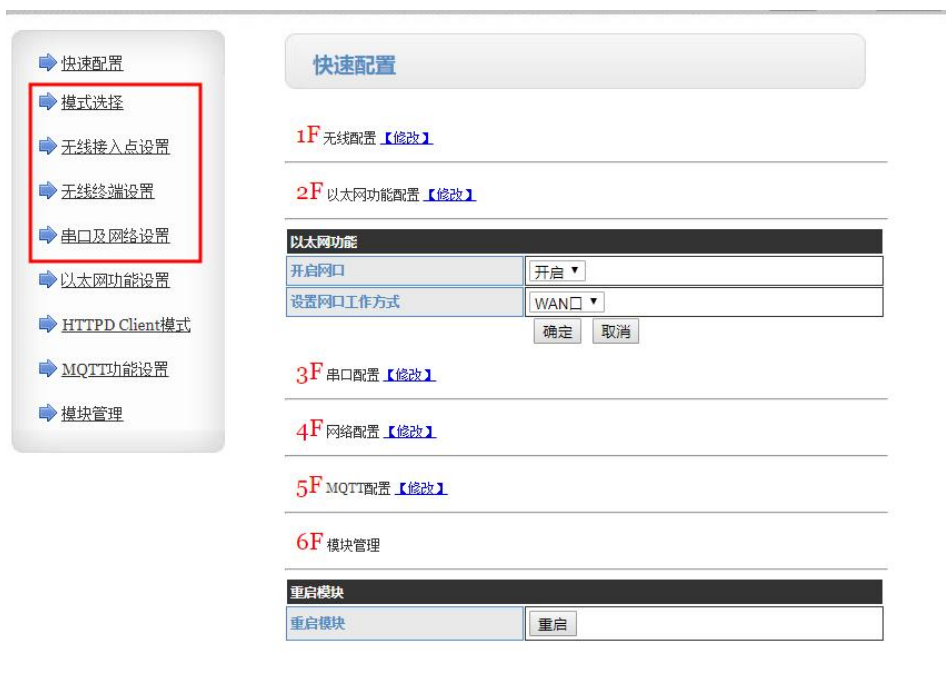 快速配置
模式选择
无线接入点设置
无线终端设置
串口及网络设置
以太网功能设置
HTTPD Client模式
MQTT功能设置
模块管理
快速配置
1F 无线配置 【修改】
2F 以太网功能配置 【修改】
以太网功能
开启网口 开启
设置网口工作方式 WAN口
确定 取消
3F 串口配置 【修改】
4F 网络配置 【修改】
5F MQTT配置 【修改】
6F 模块管理
重启模块
重启模块 重启